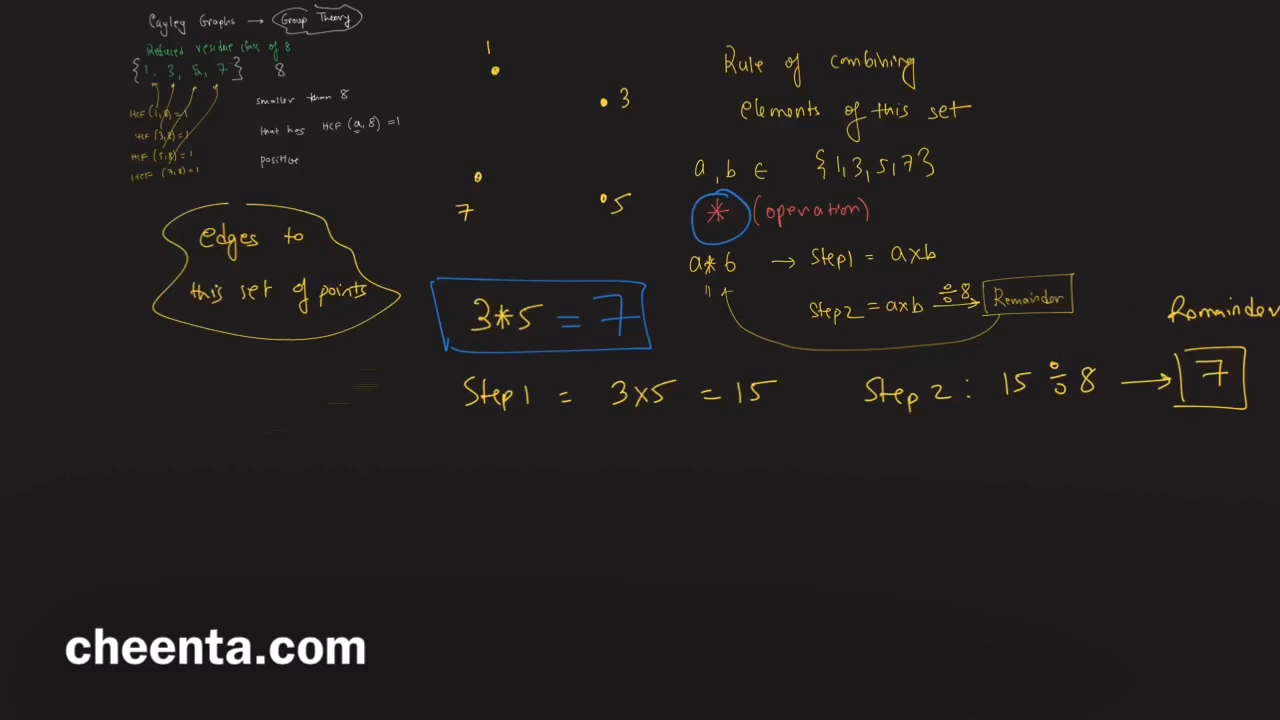 Cayley Graphs → Group Theory
Reduced residue class of 8
{1, 3, 5, 7} 8
HCF (1, 8) = 1
HCF (3, 8) = 1
HCF (5, 8) = 1
HCF (7, 8) = 1
smaller than 8
that has HCF (a, 8) = 1
positive
edges to
this set of points
1
3
7
5
Rule of combining
elements of this set
a, b ∈ {1, 3, 5, 7}
* (operation)
a * b → Step1 = a×b
"
Step2 = a×b ÷8 → Remainder
3 * 5 = 7
Step1 = 3×5 = 15
Step 2 : 15 ÷ 8 → 7
Remainder
cheenta.com